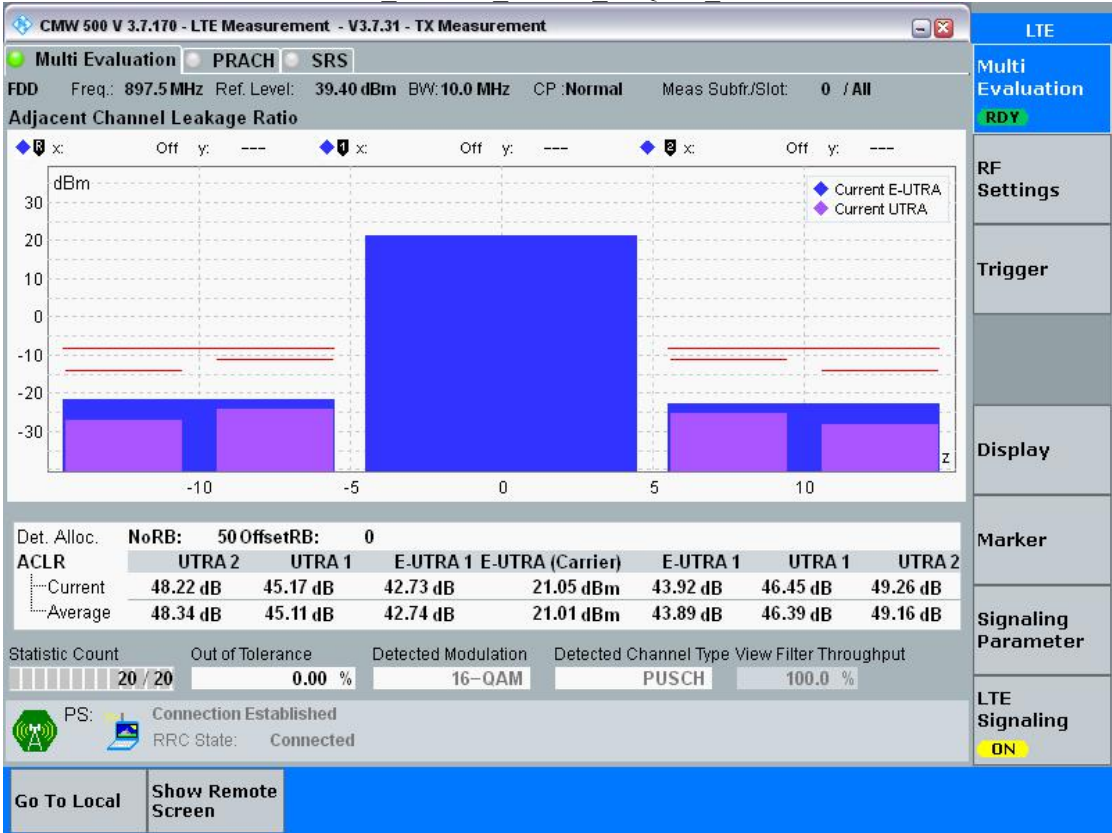 CMW 500 V 3.7.170 - LTE Measurement - V3.7.31 - TX Measurement
LTE
Multi Evaluation PRACH SRS
Multi
Evaluation
RDY
FDD Freq.: 897.5 MHz Ref. Level: 39.40 dBm BW: 10.0 MHz CP :Normal Meas Subfr./Slot: 0 / All
Adjacent Channel Leakage Ratio
R x: Off y: --- 1 x: Off y: --- 2 x: Off y: ---
dBm
Current E-UTRA
Current UTRA
30
20
10
0
-10
-20
-30
z
-10 -5 0 5 10
RF
Settings
Trigger
Display
Marker
Signaling
Parameter
LTE
Signaling
ON
Det. Alloc. NoRB: 50 OffsetRB: 0
ACLR UTRA 2 UTRA 1 E-UTRA 1 E-UTRA (Carrier) E-UTRA 1 UTRA 1 UTRA 2
Current 48.22 dB 45.17 dB 42.73 dB 21.05 dBm 43.92 dB 46.45 dB 49.26 dB
Average 48.34 dB 45.11 dB 42.74 dB 21.01 dBm 43.89 dB 46.39 dB 49.16 dB
Statistic Count Out of Tolerance Detected Modulation Detected Channel Type View Filter Throughput
20 / 20 0.00 % 16-QAM PUSCH 100.0 %
PS: Connection Established
RRC State: Connected
Go To Local
Show Remote
Screen